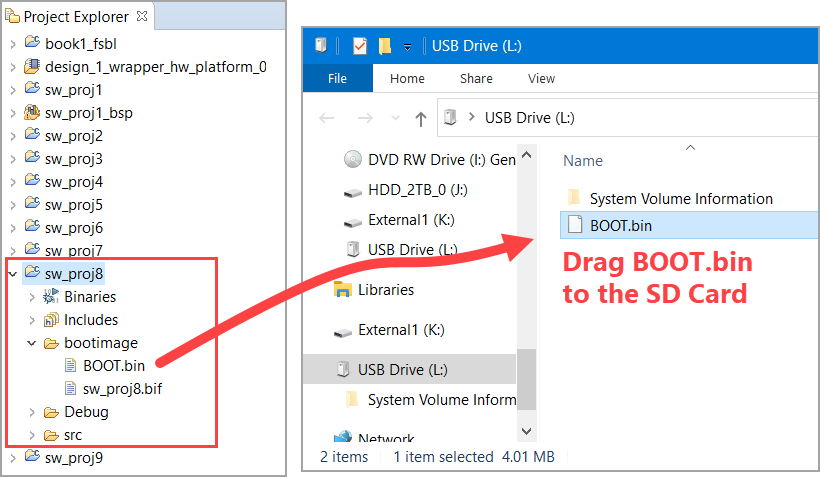 Project Explorer
book1_fsbl
design_1_wrapper_hw_platform_0
sw_proj1
sw_proj1_bsp
sw_proj2
sw_proj3
sw_proj4
sw_proj5
sw_proj6
sw_proj7
sw_proj8
Binaries
Includes
bootimage
BOOT.bin
sw_proj8.bif
Debug
src
sw_proj9
USB Drive (L:)
File Home Share View
USB Drive (L:)
DVD RW Drive (I:) Gen
HDD_2TB_0 (J:)
External1 (K:)
USB Drive (L:)
Libraries
External1 (K:)
USB Drive (L:)
System Volume Inform
Network
Name
System Volume Information
BOOT.bin
Drag BOOT.bin
to the SD Card
2 items 1 item selected 4.01 MB